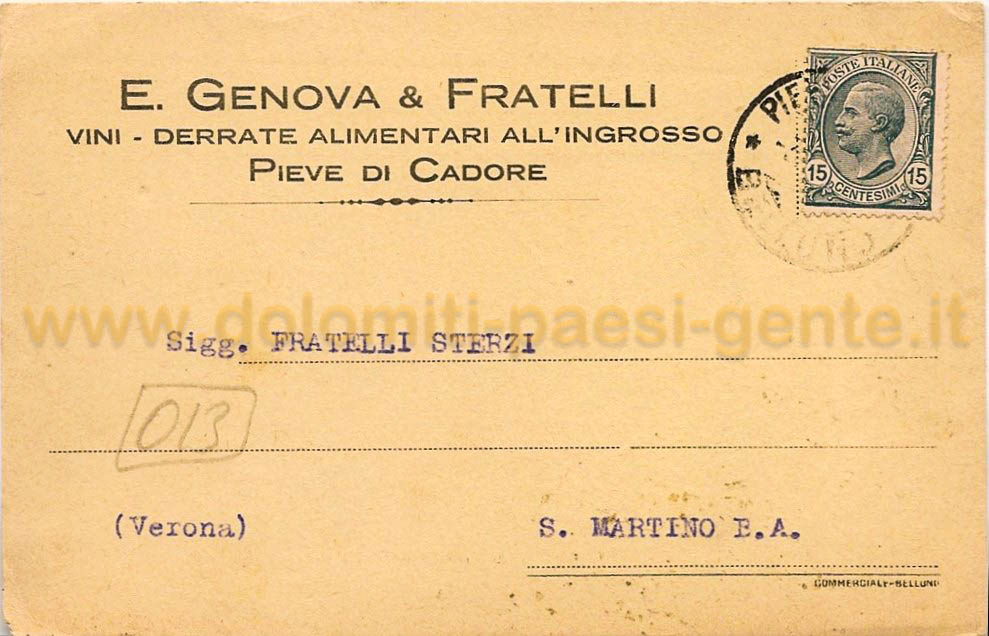 E. GENOVA & FRATELLI
VINI - DERRATE ALIMENTARI ALL'INGROSSO
PIEVE DI CADORE
POSTE ITALIANE
15 15
CENTESIMI
www.dolomiti-paesi-gente.it
Sigg. FRATELLI STERZI
013
(Verona)
S. MARTINO B.A.
COMMERCIALE-BELLUNO